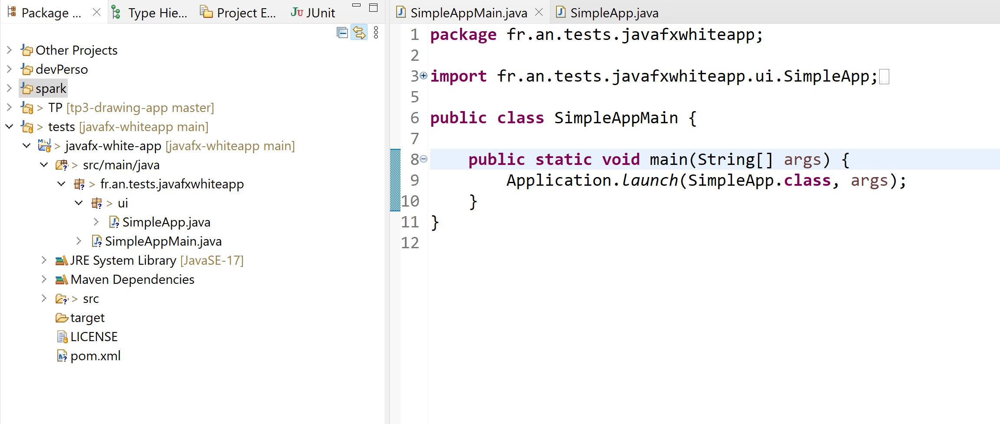 Package ...
Type Hie...
Project E...
JUnit
Other Projects
devPerso
spark
> TP [tp3-drawing-app master]
> tests [javafx-whiteapp main]
> javafx-white-app [javafx-whiteapp main]
> src/main/java
> fr.an.tests.javafxwhiteapp
> ui
SimpleApp.java
SimpleAppMain.java
JRE System Library [JavaSE-17]
Maven Dependencies
> src
target
LICENSE
pom.xml
SimpleAppMain.java
SimpleApp.java
1 package fr.an.tests.javafxwhiteapp;
2
3 import fr.an.tests.javafxwhiteapp.ui.SimpleApp;
5
6 public class SimpleAppMain {
7
8 public static void main(String[] args) {
9 Application.launch(SimpleApp.class, args);
10 }
11 }
12